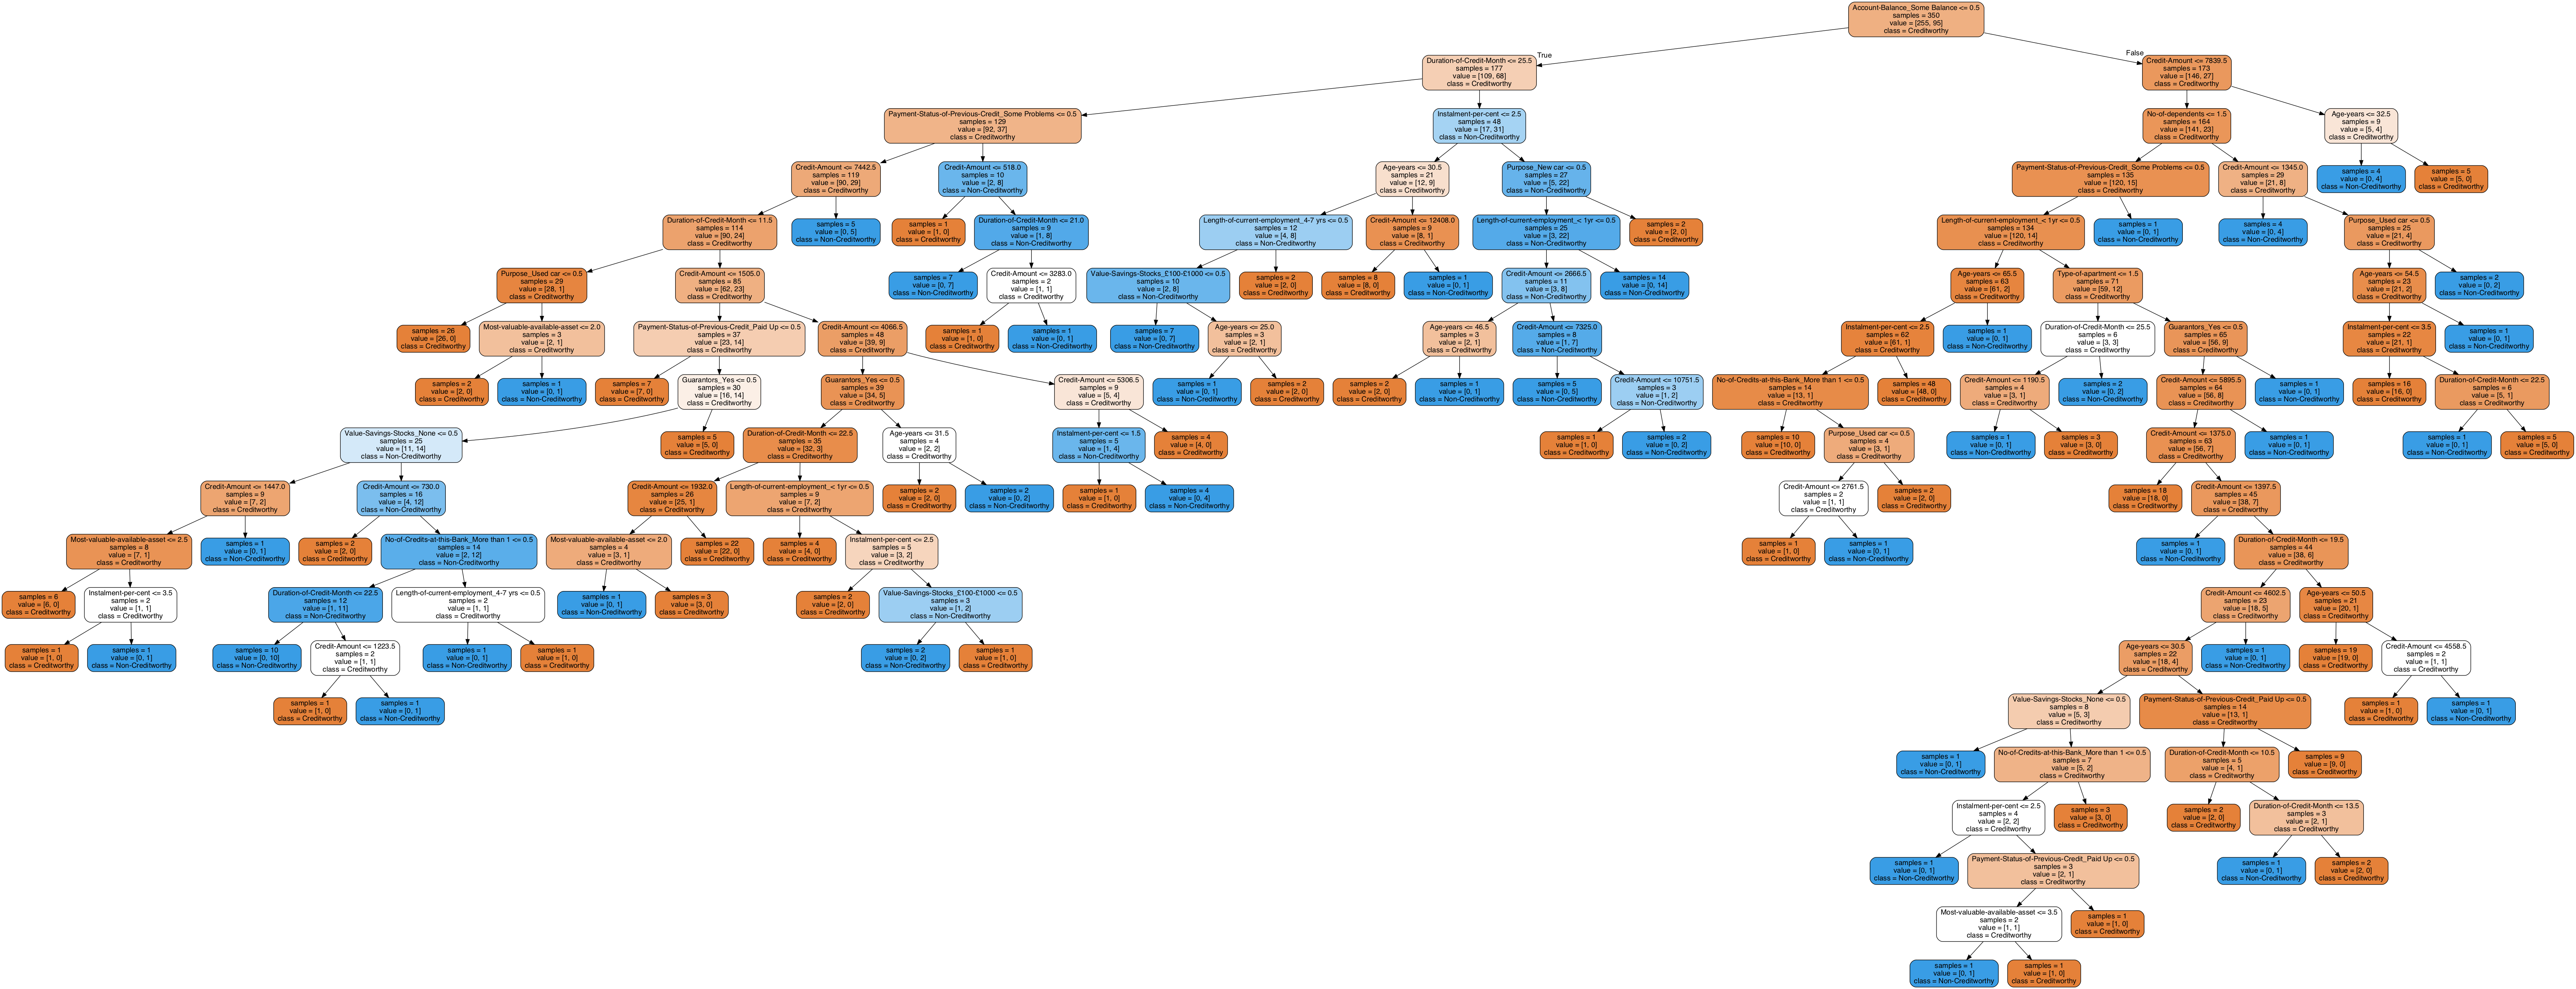 Account-Balance_Some Balance <= 0.5
samples = 350
value = [255, 95]
class = Creditworthy
True
False
Duration-of-Credit-Month <= 25.5
samples = 177
value = [109, 68]
class = Creditworthy
Credit-Amount <= 7839.5
samples = 173
value = [146, 27]
class = Creditworthy
Payment-Status-of-Previous-Credit_Some Problems <= 0.5
samples = 129
value = [92, 37]
class = Creditworthy
Instalment-per-cent <= 2.5
samples = 48
value = [17, 31]
class = Non-Creditworthy
No-of-dependents <= 1.5
samples = 164
value = [141, 23]
class = Creditworthy
Age-years <= 32.5
samples = 9
value = [5, 4]
class = Creditworthy
Credit-Amount <= 7442.5
samples = 119
value = [90, 29]
class = Creditworthy
Credit-Amount <= 518.0
samples = 10
value = [2, 8]
class = Non-Creditworthy
Age-years <= 30.5
samples = 21
value = [12, 9]
class = Creditworthy
Purpose_New car <= 0.5
samples = 27
value = [5, 22]
class = Non-Creditworthy
Payment-Status-of-Previous-Credit_Some Problems <= 0.5
samples = 135
value = [120, 15]
class = Creditworthy
Credit-Amount <= 1345.0
samples = 29
value = [21, 8]
class = Creditworthy
samples = 4
value = [0, 4]
class = Non-Creditworthy
samples = 5
value = [5, 0]
class = Creditworthy
Duration-of-Credit-Month <= 11.5
samples = 114
value = [90, 24]
class = Creditworthy
samples = 5
value = [0, 5]
class = Non-Creditworthy
samples = 1
value = [1, 0]
class = Creditworthy
Duration-of-Credit-Month <= 21.0
samples = 9
value = [1, 8]
class = Non-Creditworthy
Length-of-current-employment_4-7 yrs <= 0.5
samples = 12
value = [4, 8]
class = Non-Creditworthy
Credit-Amount <= 12408.0
samples = 9
value = [8, 1]
class = Creditworthy
Length-of-current-employment_< 1yr <= 0.5
samples = 25
value = [3, 22]
class = Non-Creditworthy
samples = 2
value = [2, 0]
class = Creditworthy
Length-of-current-employment_< 1yr <= 0.5
samples = 134
value = [120, 14]
class = Creditworthy
samples = 1
value = [0, 1]
class = Non-Creditworthy
samples = 4
value = [0, 4]
class = Non-Creditworthy
Purpose_Used car <= 0.5
samples = 25
value = [21, 4]
class = Creditworthy
Purpose_Used car <= 0.5
samples = 29
value = [28, 1]
class = Creditworthy
Credit-Amount <= 1505.0
samples = 85
value = [62, 23]
class = Creditworthy
samples = 7
value = [0, 7]
class = Non-Creditworthy
Credit-Amount <= 3283.0
samples = 2
value = [1, 1]
class = Creditworthy
Value-Savings-Stocks_£100-£1000 <= 0.5
samples = 10
value = [2, 8]
class = Non-Creditworthy
samples = 2
value = [2, 0]
class = Creditworthy
samples = 8
value = [8, 0]
class = Creditworthy
samples = 1
value = [0, 1]
class = Non-Creditworthy
Credit-Amount <= 2666.5
samples = 11
value = [3, 8]
class = Non-Creditworthy
samples = 14
value = [0, 14]
class = Non-Creditworthy
Age-years <= 65.5
samples = 63
value = [61, 2]
class = Creditworthy
Type-of-apartment <= 1.5
samples = 71
value = [59, 12]
class = Creditworthy
Age-years <= 54.5
samples = 23
value = [21, 2]
class = Creditworthy
samples = 2
value = [0, 2]
class = Non-Creditworthy
samples = 26
value = [26, 0]
class = Creditworthy
Most-valuable-available-asset <= 2.0
samples = 3
value = [2, 1]
class = Creditworthy
Payment-Status-of-Previous-Credit_Paid Up <= 0.5
samples = 37
value = [23, 14]
class = Creditworthy
Credit-Amount <= 4066.5
samples = 48
value = [39, 9]
class = Creditworthy
samples = 1
value = [1, 0]
class = Creditworthy
samples = 1
value = [0, 1]
class = Non-Creditworthy
samples = 7
value = [0, 7]
class = Non-Creditworthy
Age-years <= 25.0
samples = 3
value = [2, 1]
class = Creditworthy
Age-years <= 46.5
samples = 3
value = [2, 1]
class = Creditworthy
Credit-Amount <= 7325.0
samples = 8
value = [1, 7]
class = Non-Creditworthy
Instalment-per-cent <= 2.5
samples = 62
value = [61, 1]
class = Creditworthy
samples = 1
value = [0, 1]
class = Non-Creditworthy
Duration-of-Credit-Month <= 25.5
samples = 6
value = [3, 3]
class = Creditworthy
Guarantors_Yes <= 0.5
samples = 65
value = [56, 9]
class = Creditworthy
Instalment-per-cent <= 3.5
samples = 22
value = [21, 1]
class = Creditworthy
samples = 1
value = [0, 1]
class = Non-Creditworthy
samples = 2
value = [2, 0]
class = Creditworthy
samples = 1
value = [0, 1]
class = Non-Creditworthy
samples = 7
value = [7, 0]
class = Creditworthy
Guarantors_Yes <= 0.5
samples = 30
value = [16, 14]
class = Creditworthy
Guarantors_Yes <= 0.5
samples = 39
value = [34, 5]
class = Creditworthy
Credit-Amount <= 5306.5
samples = 9
value = [5, 4]
class = Creditworthy
samples = 1
value = [0, 1]
class = Non-Creditworthy
samples = 2
value = [2, 0]
class = Creditworthy
samples = 2
value = [2, 0]
class = Creditworthy
samples = 1
value = [0, 1]
class = Non-Creditworthy
samples = 5
value = [0, 5]
class = Non-Creditworthy
Credit-Amount <= 10751.5
samples = 3
value = [1, 2]
class = Non-Creditworthy
No-of-Credits-at-this-Bank_More than 1 <= 0.5
samples = 14
value = [13, 1]
class = Creditworthy
samples = 48
value = [48, 0]
class = Creditworthy
Credit-Amount <= 1190.5
samples = 4
value = [3, 1]
class = Creditworthy
samples = 2
value = [0, 2]
class = Non-Creditworthy
Credit-Amount <= 5895.5
samples = 64
value = [56, 8]
class = Creditworthy
samples = 1
value = [0, 1]
class = Non-Creditworthy
samples = 16
value = [16, 0]
class = Creditworthy
Duration-of-Credit-Month <= 22.5
samples = 6
value = [5, 1]
class = Creditworthy
Value-Savings-Stocks_None <= 0.5
samples = 25
value = [11, 14]
class = Non-Creditworthy
samples = 5
value = [5, 0]
class = Creditworthy
Duration-of-Credit-Month <= 22.5
samples = 35
value = [32, 3]
class = Creditworthy
Age-years <= 31.5
samples = 4
value = [2, 2]
class = Creditworthy
Instalment-per-cent <= 1.5
samples = 5
value = [1, 4]
class = Non-Creditworthy
samples = 4
value = [4, 0]
class = Creditworthy
samples = 1
value = [1, 0]
class = Creditworthy
samples = 2
value = [0, 2]
class = Non-Creditworthy
samples = 10
value = [10, 0]
class = Creditworthy
Purpose_Used car <= 0.5
samples = 4
value = [3, 1]
class = Creditworthy
samples = 1
value = [0, 1]
class = Non-Creditworthy
samples = 3
value = [3, 0]
class = Creditworthy
Credit-Amount <= 1375.0
samples = 63
value = [56, 7]
class = Creditworthy
samples = 1
value = [0, 1]
class = Non-Creditworthy
samples = 1
value = [0, 1]
class = Non-Creditworthy
samples = 5
value = [5, 0]
class = Creditworthy
Credit-Amount <= 1447.0
samples = 9
value = [7, 2]
class = Creditworthy
Credit-Amount <= 730.0
samples = 16
value = [4, 12]
class = Non-Creditworthy
Credit-Amount <= 1932.0
samples = 26
value = [25, 1]
class = Creditworthy
Length-of-current-employment_< 1yr <= 0.5
samples = 9
value = [7, 2]
class = Creditworthy
samples = 2
value = [2, 0]
class = Creditworthy
samples = 2
value = [0, 2]
class = Non-Creditworthy
samples = 1
value = [1, 0]
class = Creditworthy
samples = 4
value = [0, 4]
class = Non-Creditworthy
Credit-Amount <= 2761.5
samples = 2
value = [1, 1]
class = Creditworthy
samples = 2
value = [2, 0]
class = Creditworthy
samples = 18
value = [18, 0]
class = Creditworthy
Credit-Amount <= 1397.5
samples = 45
value = [38, 7]
class = Creditworthy
Most-valuable-available-asset <= 2.5
samples = 8
value = [7, 1]
class = Creditworthy
samples = 1
value = [0, 1]
class = Non-Creditworthy
samples = 2
value = [2, 0]
class = Creditworthy
No-of-Credits-at-this-Bank_More than 1 <= 0.5
samples = 14
value = [2, 12]
class = Non-Creditworthy
Most-valuable-available-asset <= 2.0
samples = 4
value = [3, 1]
class = Creditworthy
samples = 22
value = [22, 0]
class = Creditworthy
samples = 4
value = [4, 0]
class = Creditworthy
Instalment-per-cent <= 2.5
samples = 5
value = [3, 2]
class = Creditworthy
samples = 1
value = [1, 0]
class = Creditworthy
samples = 1
value = [0, 1]
class = Non-Creditworthy
samples = 1
value = [0, 1]
class = Non-Creditworthy
Duration-of-Credit-Month <= 19.5
samples = 44
value = [38, 6]
class = Creditworthy
samples = 6
value = [6, 0]
class = Creditworthy
Instalment-per-cent <= 3.5
samples = 2
value = [1, 1]
class = Creditworthy
Duration-of-Credit-Month <= 22.5
samples = 12
value = [1, 11]
class = Non-Creditworthy
Length-of-current-employment_4-7 yrs <= 0.5
samples = 2
value = [1, 1]
class = Creditworthy
samples = 1
value = [0, 1]
class = Non-Creditworthy
samples = 3
value = [3, 0]
class = Creditworthy
samples = 2
value = [2, 0]
class = Creditworthy
Value-Savings-Stocks_£100-£1000 <= 0.5
samples = 3
value = [1, 2]
class = Non-Creditworthy
Credit-Amount <= 4602.5
samples = 23
value = [18, 5]
class = Creditworthy
Age-years <= 50.5
samples = 21
value = [20, 1]
class = Creditworthy
samples = 1
value = [1, 0]
class = Creditworthy
samples = 1
value = [0, 1]
class = Non-Creditworthy
samples = 10
value = [0, 10]
class = Non-Creditworthy
Credit-Amount <= 1223.5
samples = 2
value = [1, 1]
class = Creditworthy
samples = 1
value = [0, 1]
class = Non-Creditworthy
samples = 1
value = [1, 0]
class = Creditworthy
samples = 2
value = [0, 2]
class = Non-Creditworthy
samples = 1
value = [1, 0]
class = Creditworthy
Age-years <= 30.5
samples = 22
value = [18, 4]
class = Creditworthy
samples = 1
value = [0, 1]
class = Non-Creditworthy
samples = 19
value = [19, 0]
class = Creditworthy
Credit-Amount <= 4558.5
samples = 2
value = [1, 1]
class = Creditworthy
samples = 1
value = [1, 0]
class = Creditworthy
samples = 1
value = [0, 1]
class = Non-Creditworthy
Value-Savings-Stocks_None <= 0.5
samples = 8
value = [5, 3]
class = Creditworthy
Payment-Status-of-Previous-Credit_Paid Up <= 0.5
samples = 14
value = [13, 1]
class = Creditworthy
samples = 1
value = [1, 0]
class = Creditworthy
samples = 1
value = [0, 1]
class = Non-Creditworthy
samples = 1
value = [0, 1]
class = Non-Creditworthy
No-of-Credits-at-this-Bank_More than 1 <= 0.5
samples = 7
value = [5, 2]
class = Creditworthy
Duration-of-Credit-Month <= 10.5
samples = 5
value = [4, 1]
class = Creditworthy
samples = 9
value = [9, 0]
class = Creditworthy
Instalment-per-cent <= 2.5
samples = 4
value = [2, 2]
class = Creditworthy
samples = 3
value = [3, 0]
class = Creditworthy
samples = 2
value = [2, 0]
class = Creditworthy
Duration-of-Credit-Month <= 13.5
samples = 3
value = [2, 1]
class = Creditworthy
samples = 1
value = [0, 1]
class = Non-Creditworthy
Payment-Status-of-Previous-Credit_Paid Up <= 0.5
samples = 3
value = [2, 1]
class = Creditworthy
samples = 1
value = [0, 1]
class = Non-Creditworthy
samples = 2
value = [2, 0]
class = Creditworthy
Most-valuable-available-asset <= 3.5
samples = 2
value = [1, 1]
class = Creditworthy
samples = 1
value = [1, 0]
class = Creditworthy
samples = 1
value = [0, 1]
class = Non-Creditworthy
samples = 1
value = [1, 0]
class = Creditworthy